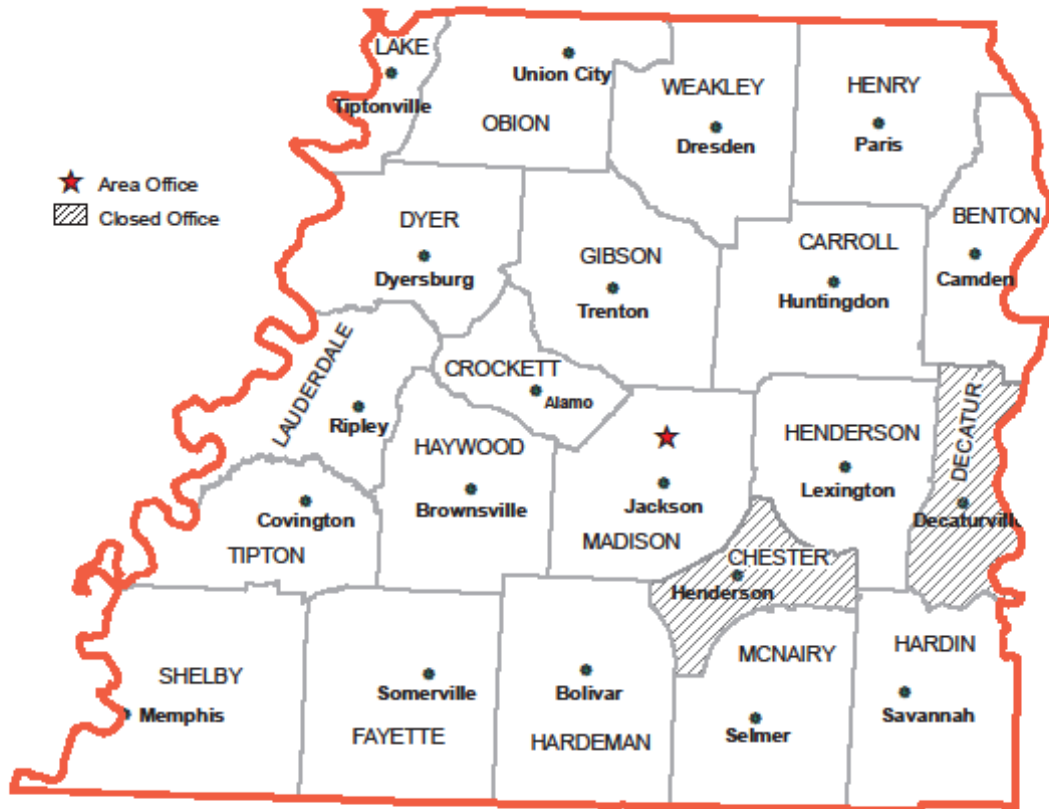 LAKE
Tiptonville
Union City
OBION
WEAKLEY
Dresden
HENRY
Paris
Area Office
Closed Office
DYER
Dyersburg
GIBSON
Trenton
CARROLL
Huntingdon
BENTON
Camden
LAUDERDALE
Ripley
CROCKETT
Alamo
HAYWOOD
Brownsville
Jackson
MADISON
HENDERSON
Lexington
DECATUR
Decaturville
Covington
TIPTON
CHESTER
Henderson
SHELBY
Memphis
Somerville
FAYETTE
Bolivar
HARDEMAN
MCNAIRY
Selmer
HARDIN
Savannah